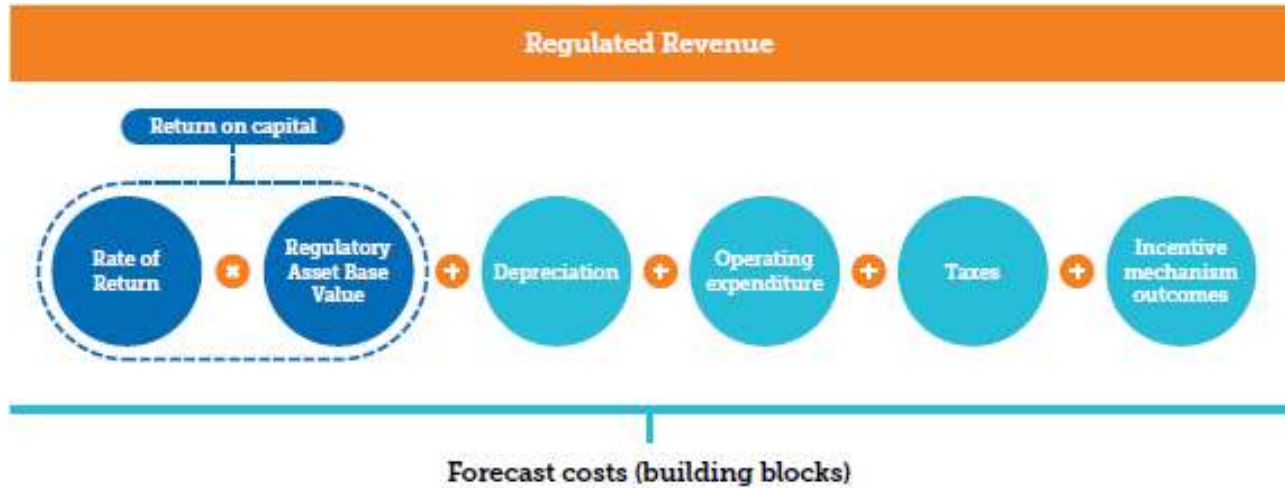 Regulated Revenue
Return on capital
Rate of
Return
Regulatory
Asset Base
Value
Depreciation
Operating
expenditure
Taxes
Incentive
mechanism
outcomes
Forecast costs (building blocks)